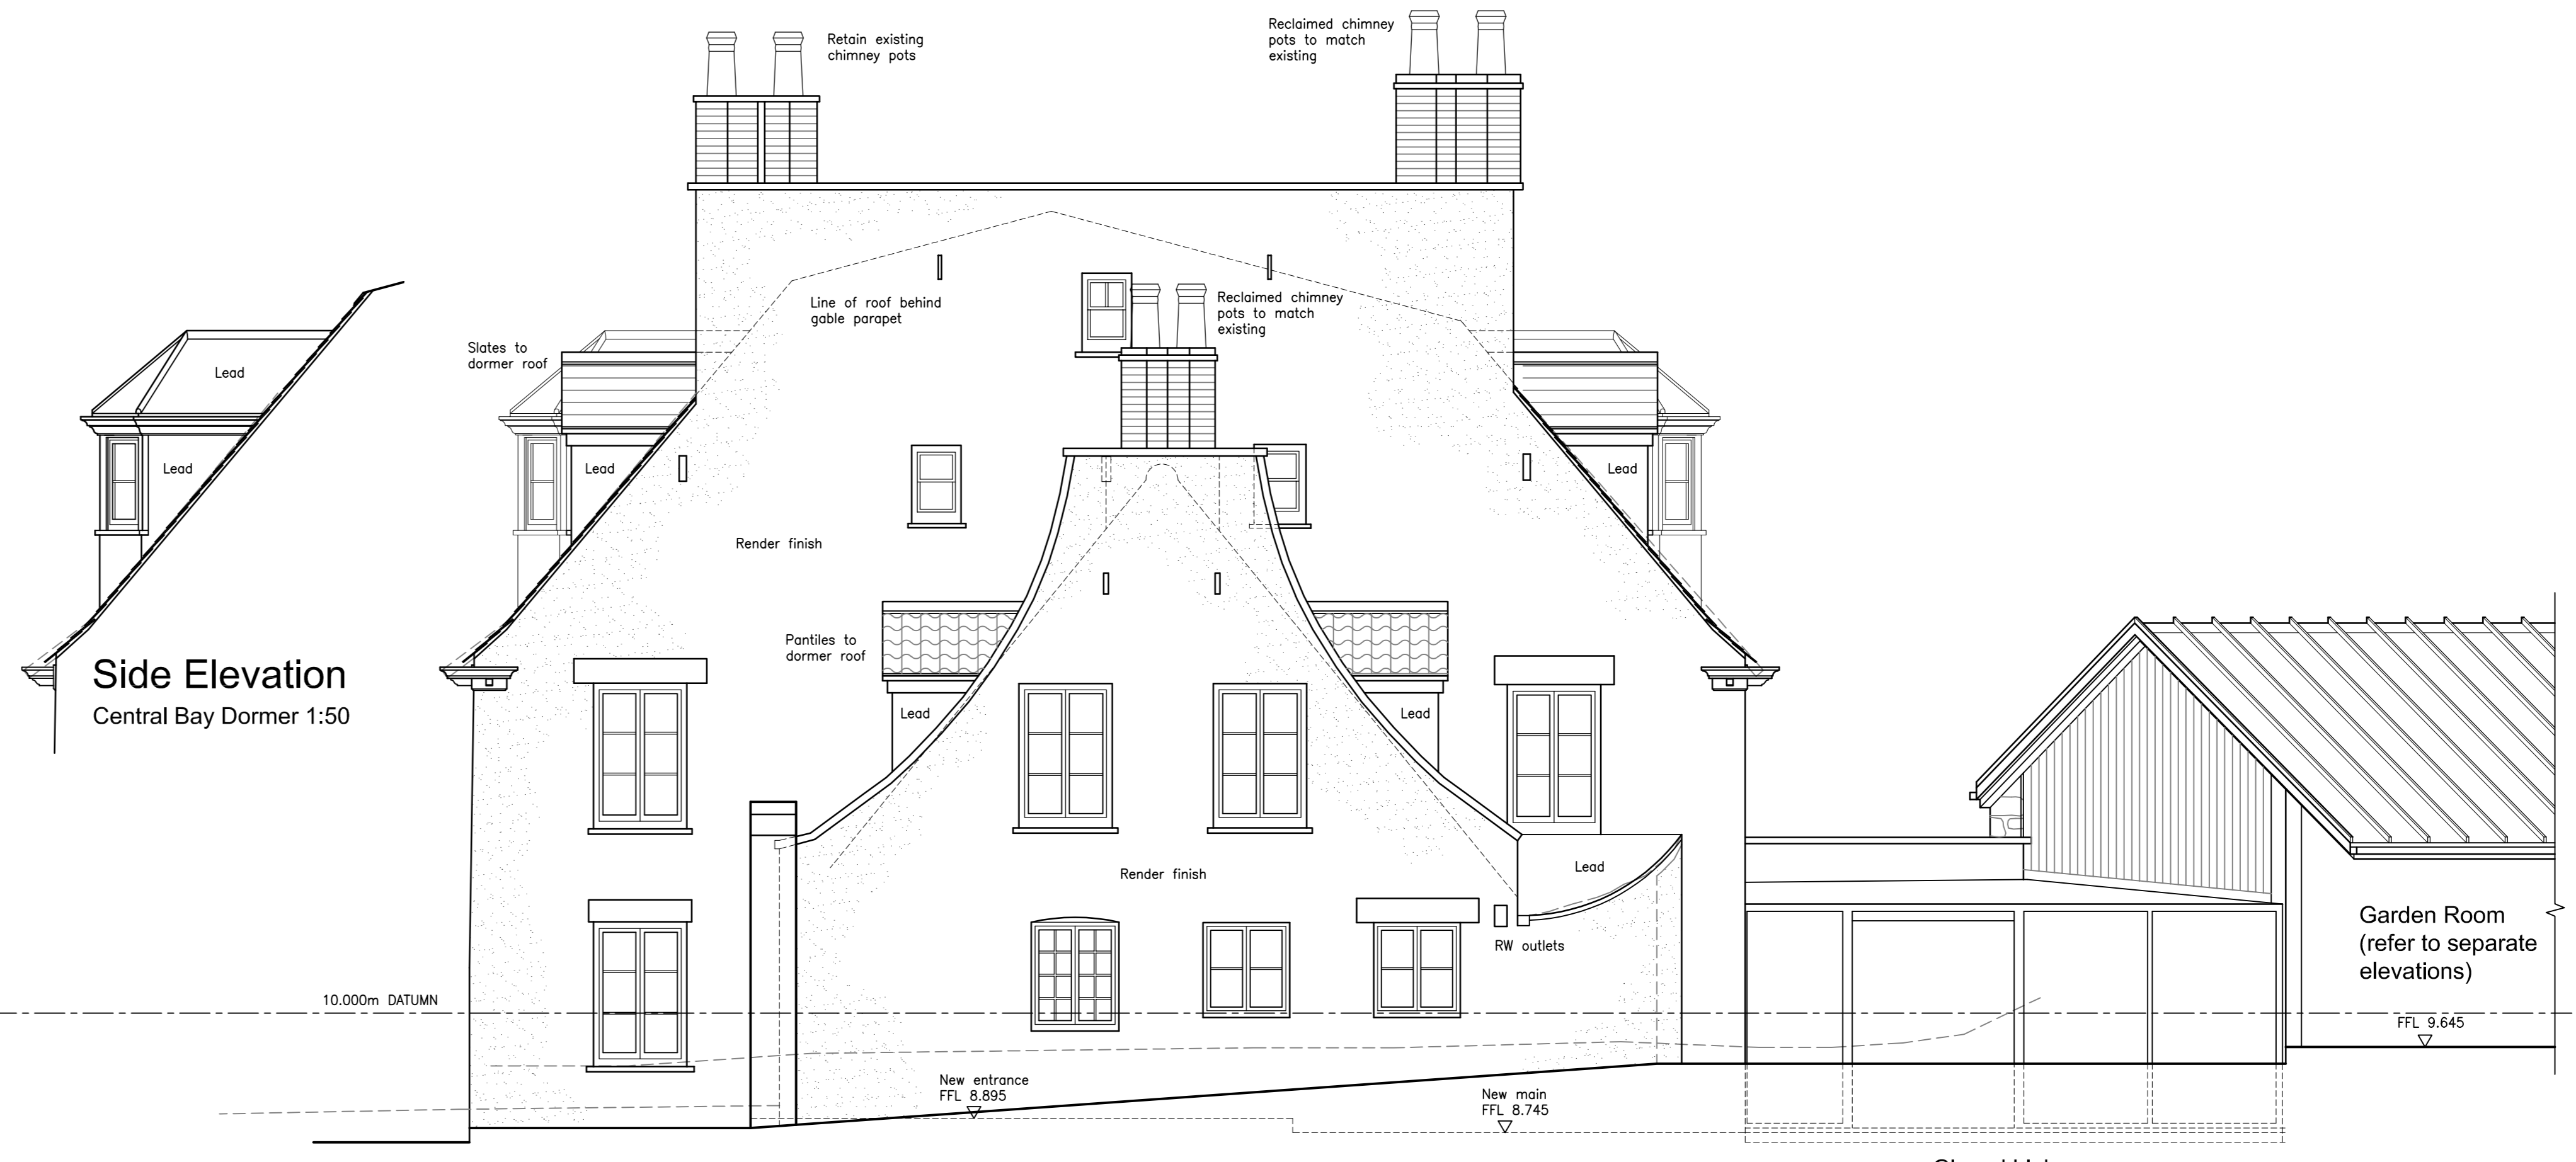 Retain existing
chimney pots
Reclaimed chimney
pots to match
existing
Line of roof behind
gable parapet
Reclaimed chimney
pots to match
existing
Slates to
dormer roof
Lead
Lead
Lead
Lead
Render finish
Pantiles to
dormer roof
Side Elevation
Central Bay Dormer 1:50
Lead
Lead
Render finish
Lead
RW outlets
Garden Room
(refer to separate
elevations)
10.000m DATUMN
FFL 9.645
New entrance
FFL 8.895
New main
FFL 8.745